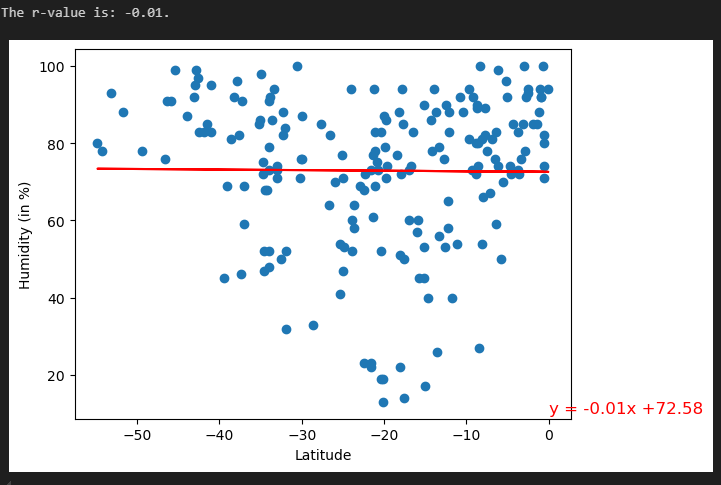 The r-value is: -0.01.
100
80
60
40
20
Humidity (in %)
y = -0.01x +72.58
−50 −40 −30 −20 −10 0
Latitude